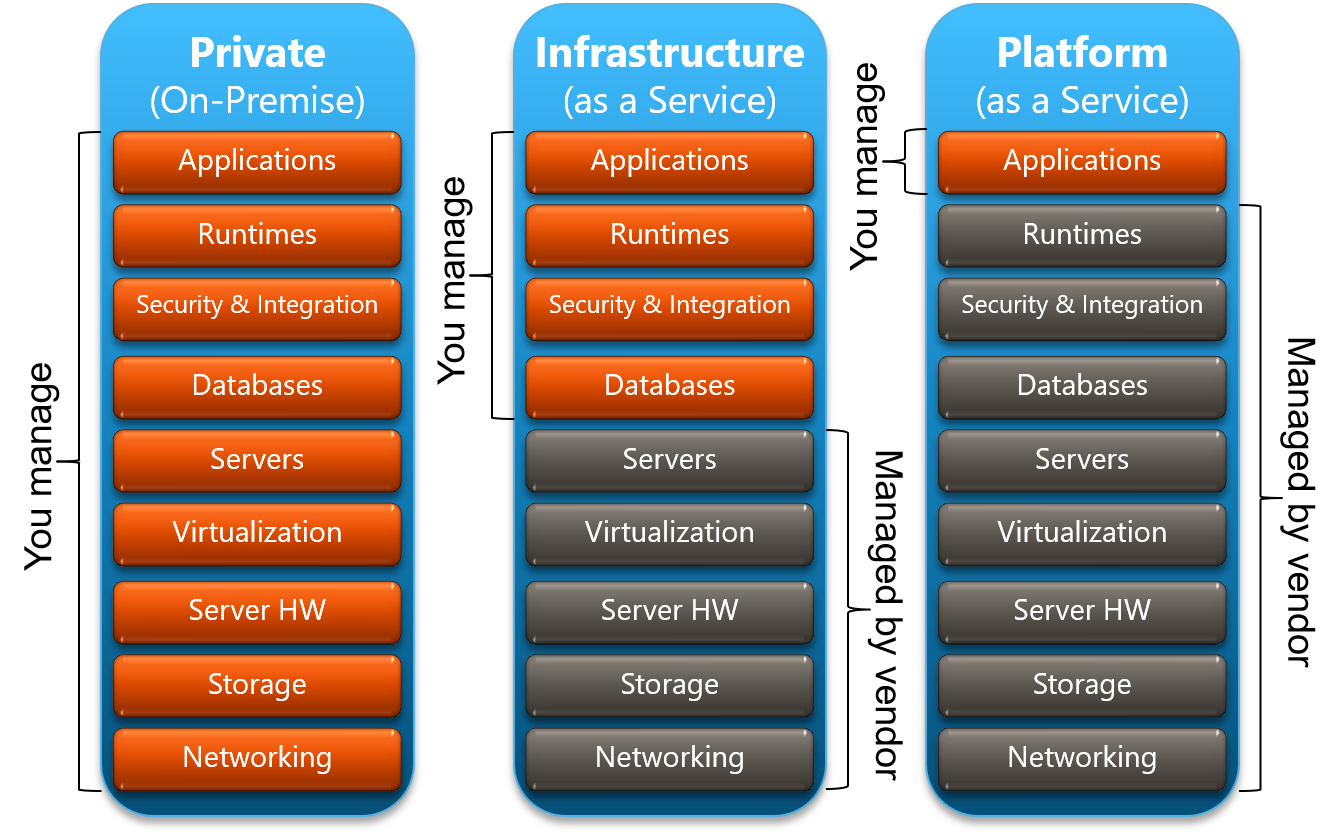 Private
(On-Premise)
You manage
Applications
Runtimes
Security & Integration
Databases
Servers
Virtualization
Server HW
Storage
Networking
Infrastructure
(as a Service)
You manage
Applications
Runtimes
Security & Integration
Databases
Servers
Virtualization
Server HW
Storage
Networking
Managed by vendor
Platform
(as a Service)
You manage
Applications
Runtimes
Security & Integration
Databases
Servers
Virtualization
Server HW
Storage
Networking
Managed by vendor